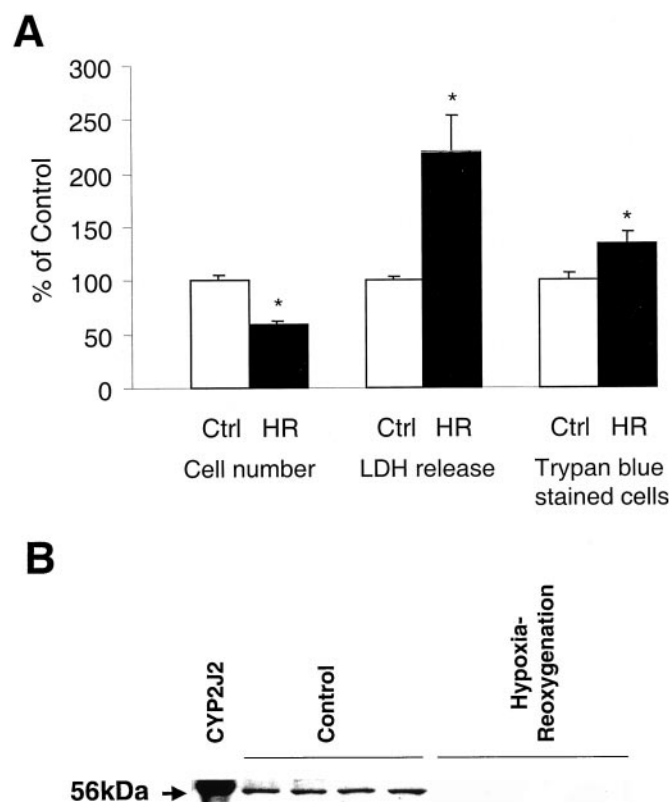 A
% of Control
300
250
200
150
100
50
0
*
*
*
Ctrl HR
Ctrl HR
Ctrl HR
Cell number
LDH release
Trypan blue
stained cells
B
CYP2J2
Control
Hypoxia-
Reoxygenation
56kDa